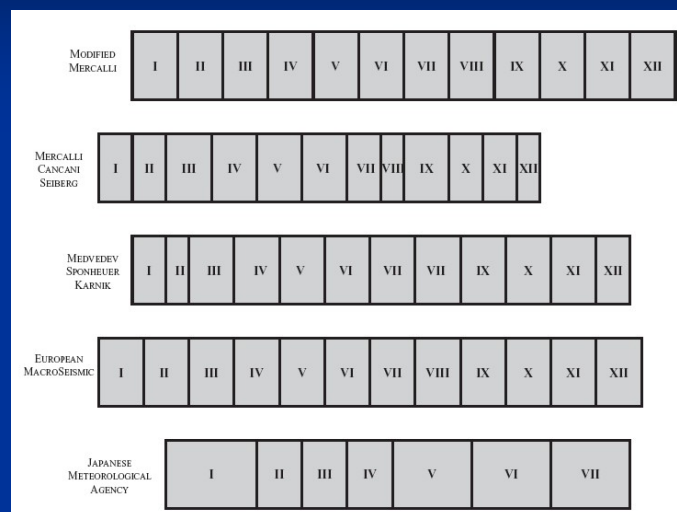 MODIFIED
MERCALLI
I II III IV V VI VII VIII IX X XI XII
MERCALLI
CANCANI
SEIBERG
I II III IV V VI VII VIII IX X XI XII
MEDVEDEV
SPONHEUER
KARNIK
I II III IV V VI VII VII IX X XI XII
EUROPEAN
MACROSEISMIC
I II III IV V VI VII VIII IX X XI XII
JAPANESE
METEOROLOGICAL
AGENCY
I II III IV V VI VII